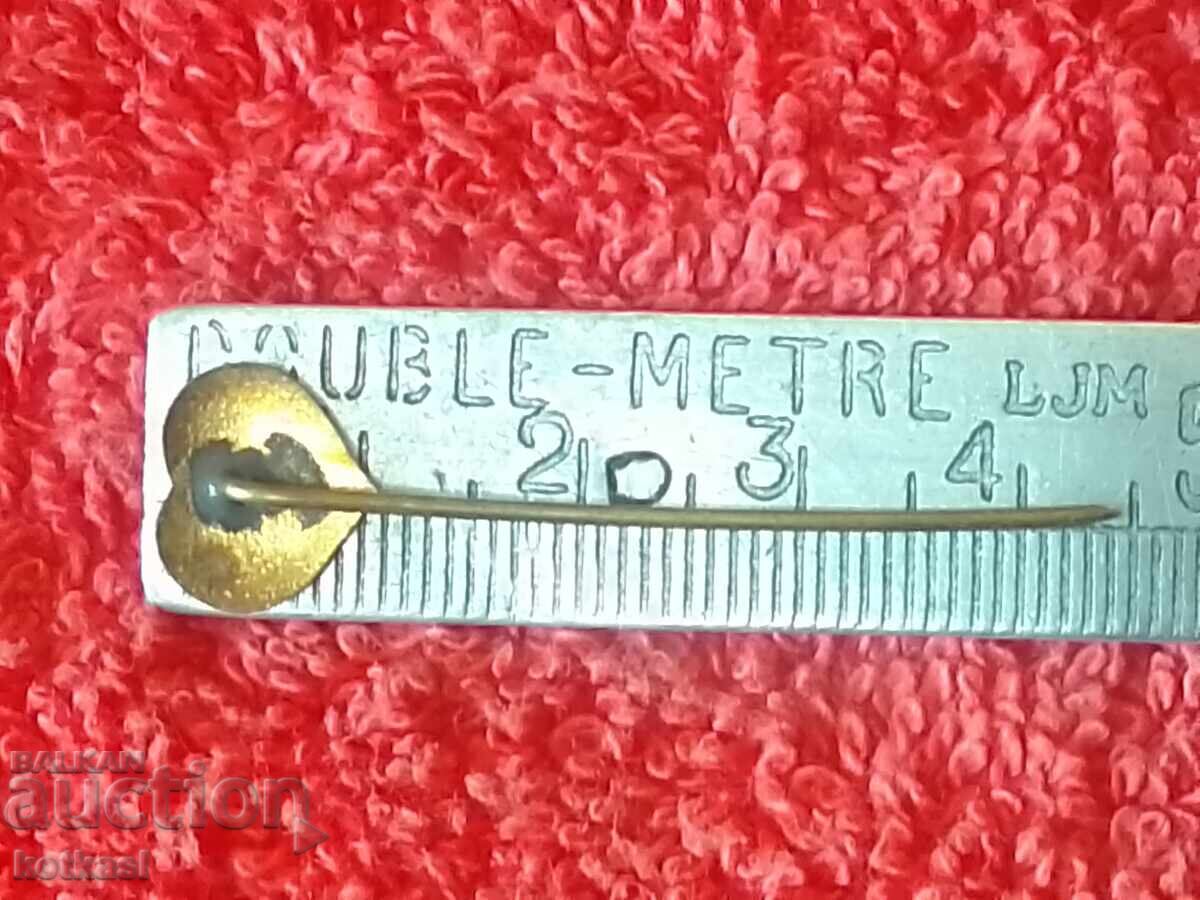 DOUBLE-METRE LJM
2 3 4
BALKAN
auction
kotkasl